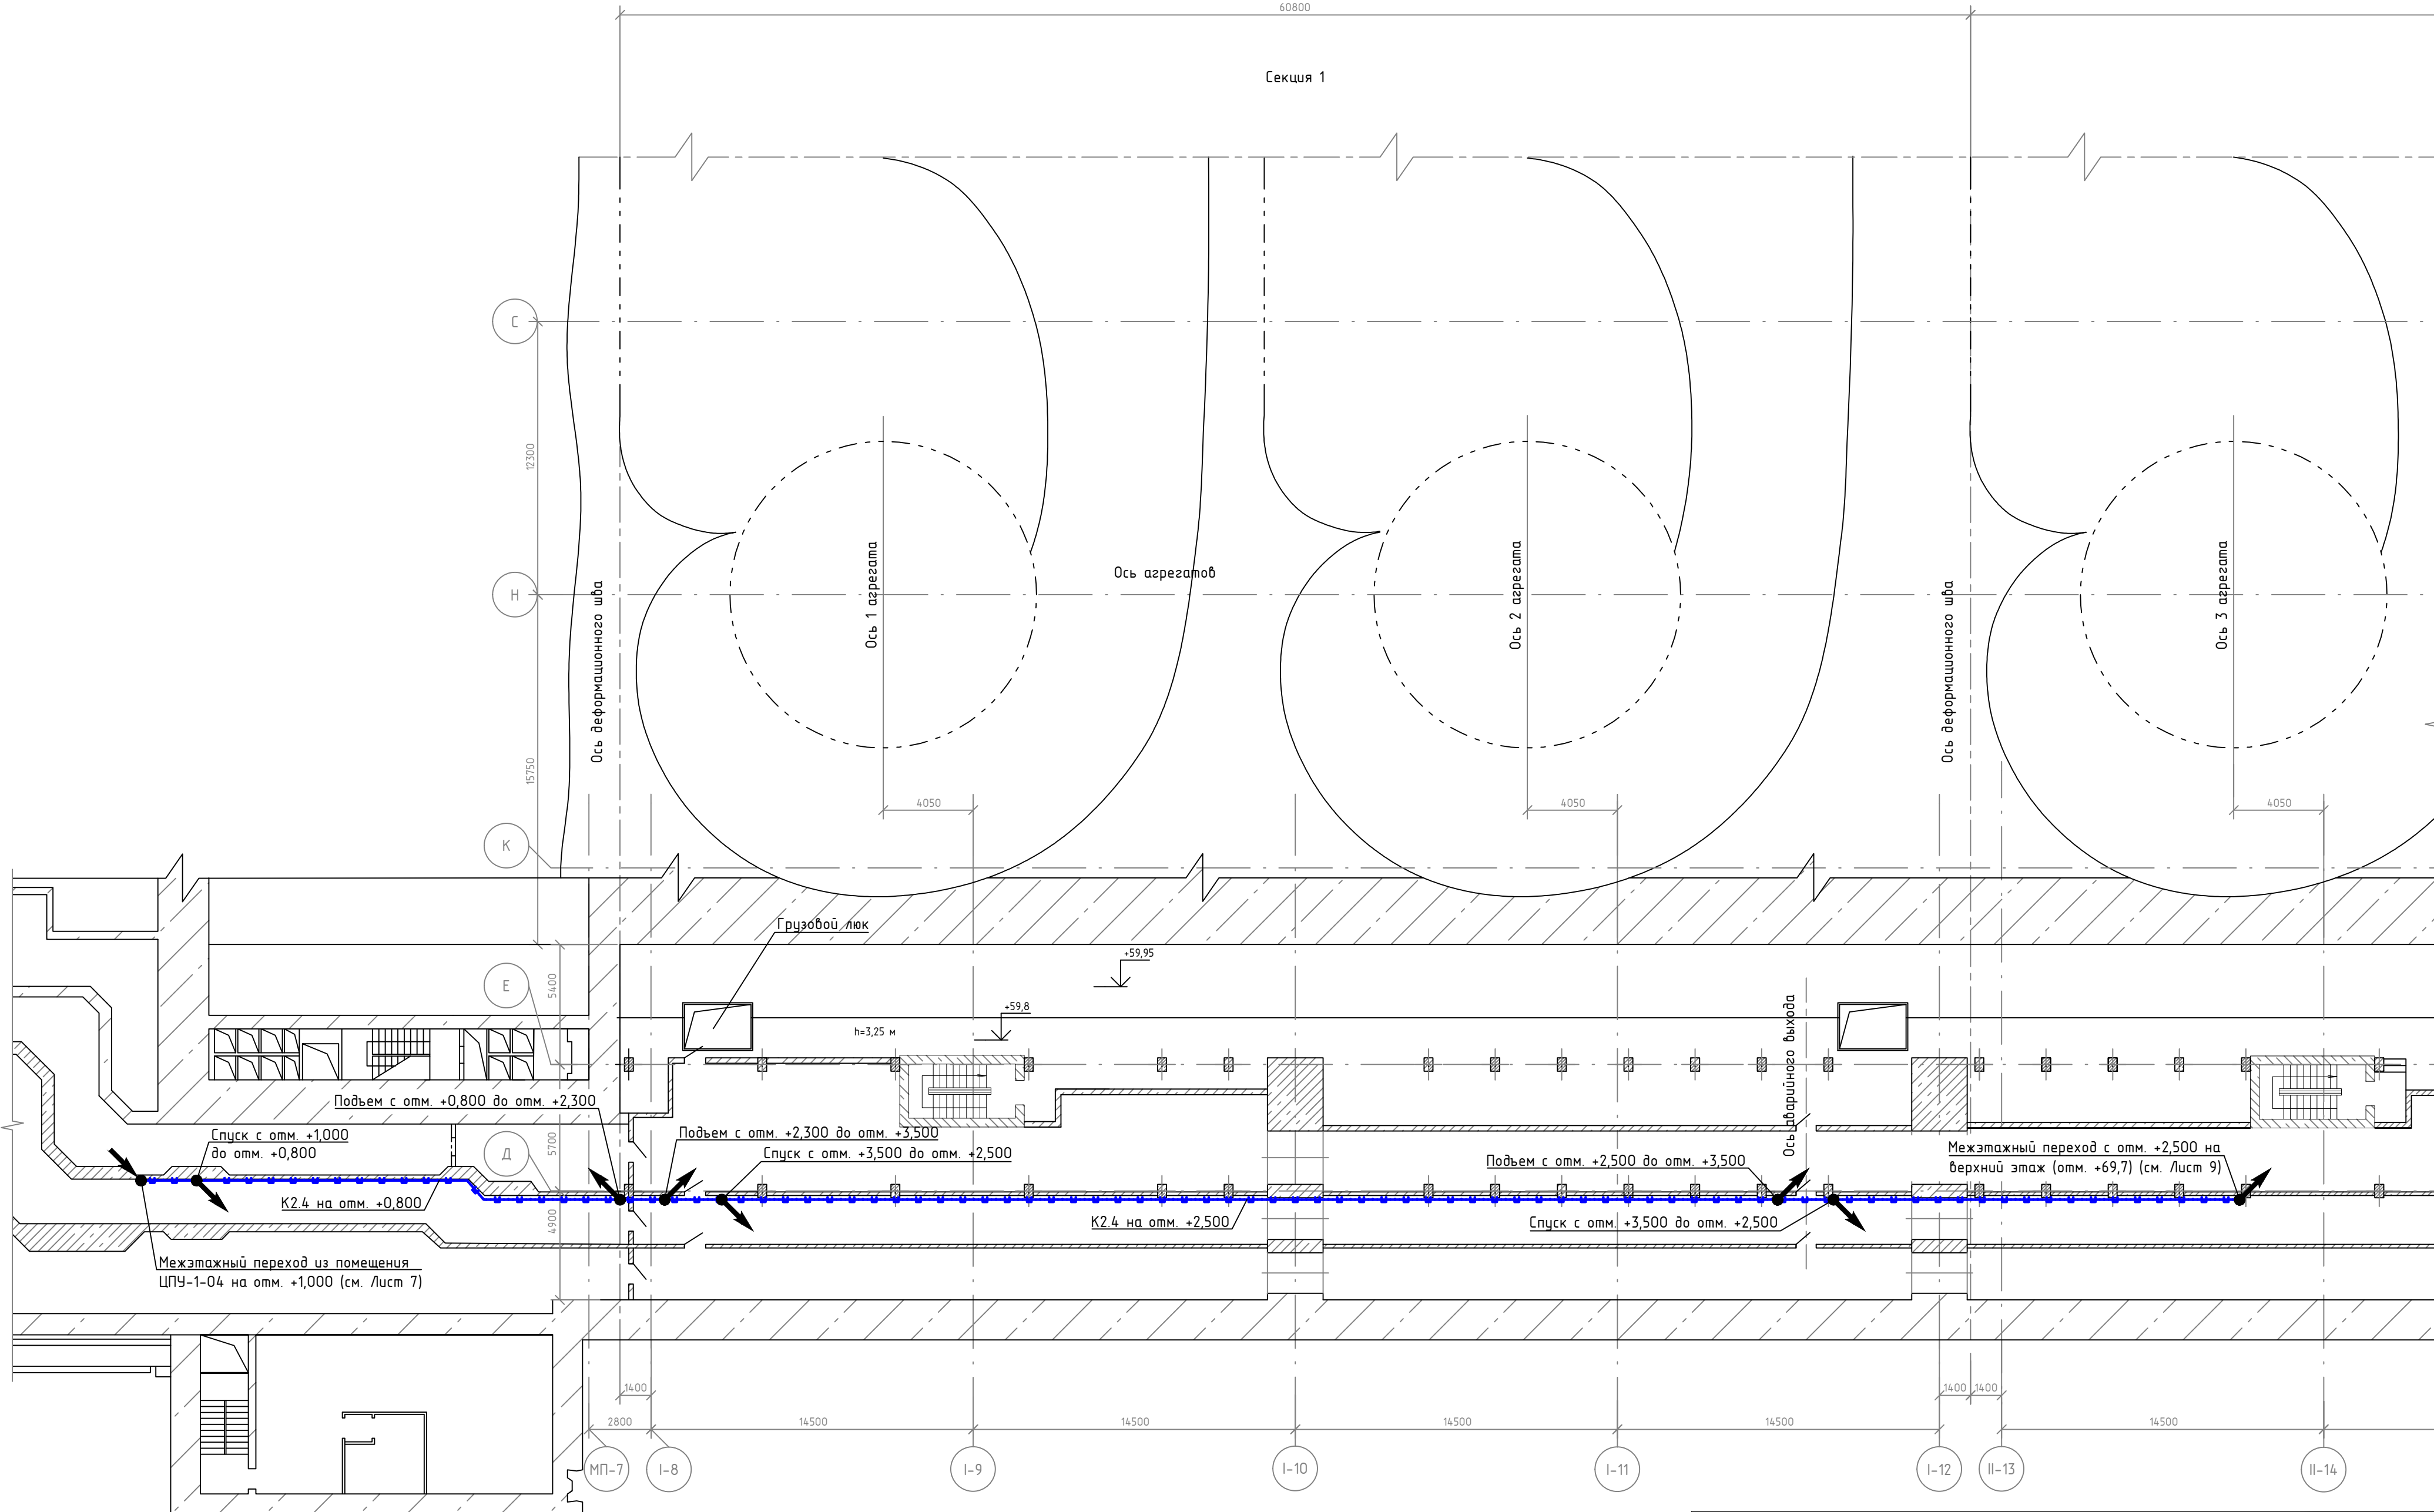 60800
Секция 1
С
12300
Н
15750
К
Ось деформационного шва
Ось 1 агрегата
Ось агрегатов
Ось 2 агрегата
Ось деформационного шва
Ось 3 агрегата
4050
4050
4050
Грузовой люк
+59,95
+59,8
h=3,25 м
Е
5400
5700
Д
4900
Ось аварийного выхода
Подъем с отм. +0,800 до отм. +2,300
Спуск с отм. +1,000
до отм. +0,800
К2.4 на отм. +0,800
Межэтажный переход из помещения
ЦПУ-1-04 на отм. +1,000 (см. Лист 7)
Подъем с отм. +2,300 до отм. +3,500
Спуск с отм. +3,500 до отм. +2,500
К2.4 на отм. +2,500
Подъем с отм. +2,500 до отм. +3,500
Спуск с отм. +3,500 до отм. +2,500
Межэтажный переход с отм. +2,500 на
верхний этаж (отм. +69,7) (см. Лист 9)
1400
1400
1400
2800
14500
14500
14500
14500
14500
МП-7
I-8
I-9
I-10
I-11
I-12
II-13
II-14